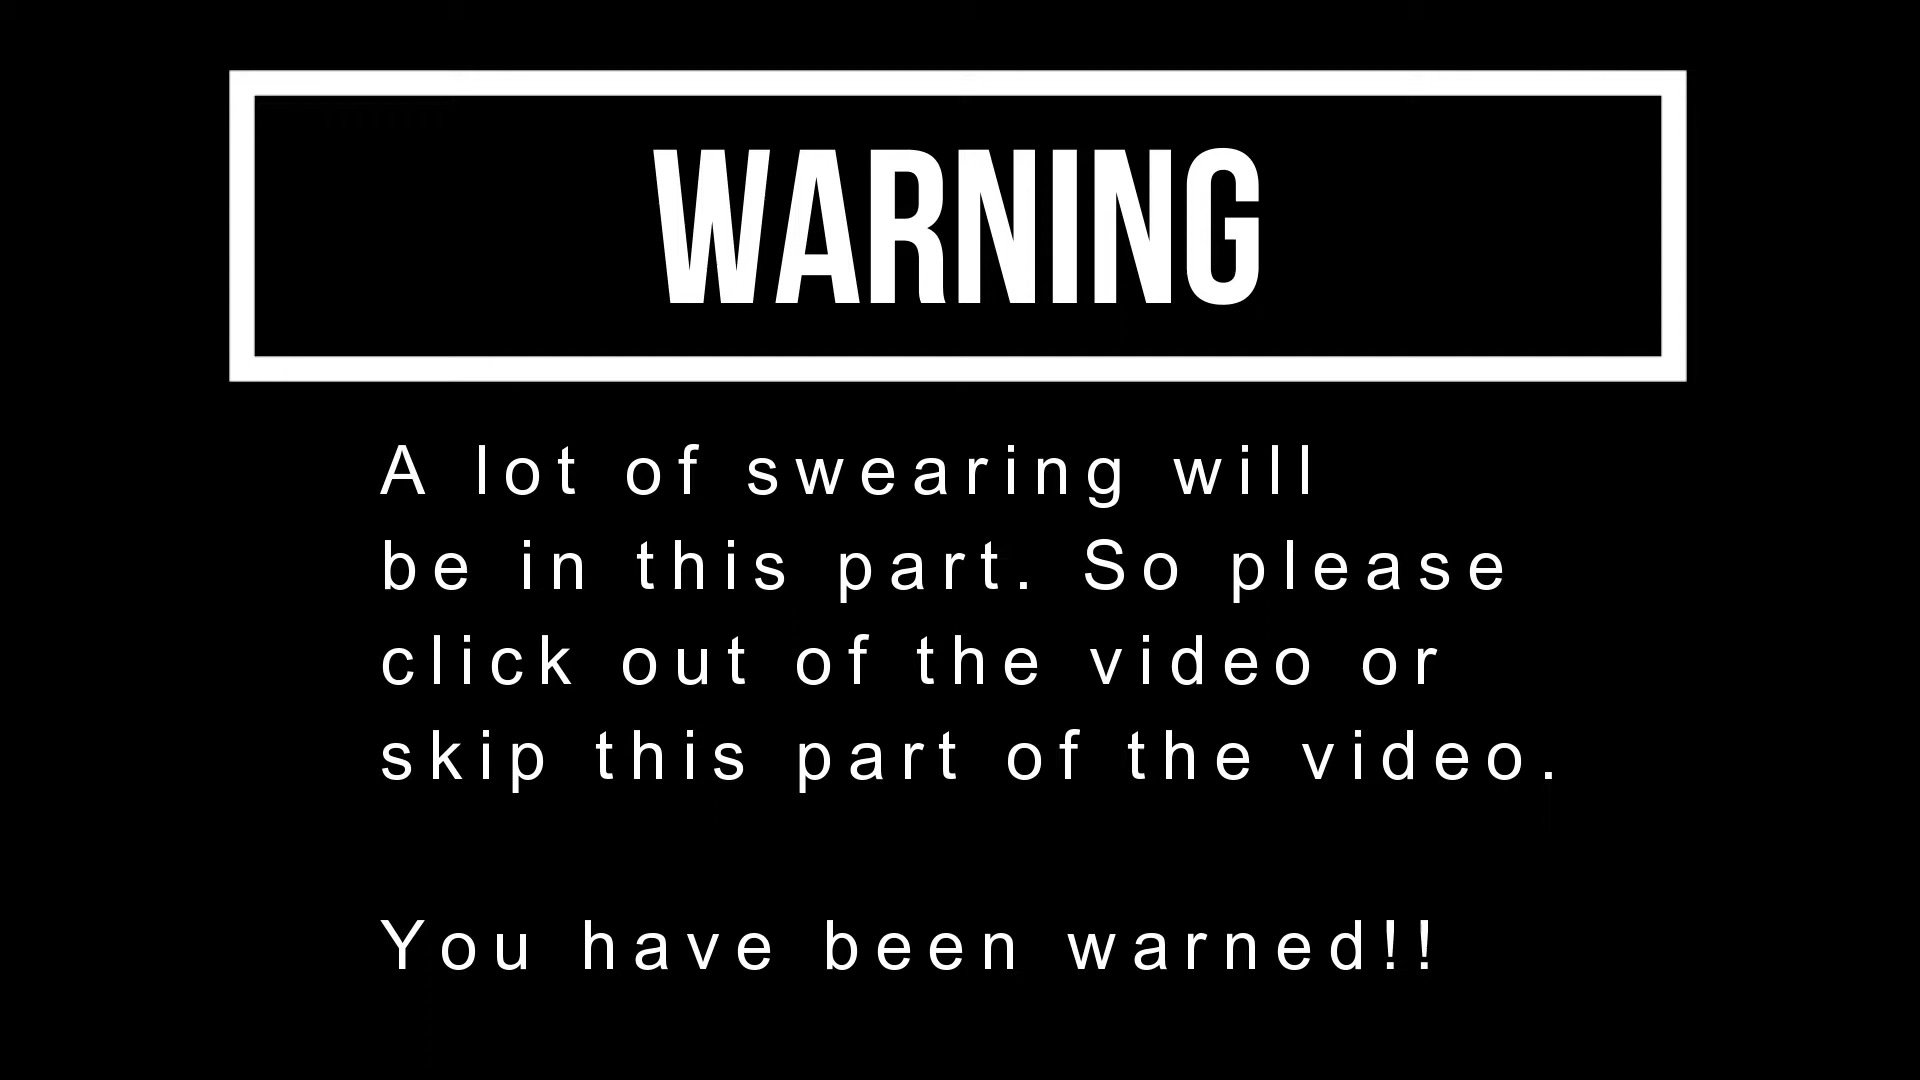 WARNING
A lot of swearing will
be in this part. So please
click out of the video or
skip this part of the video.
You have been warned!!